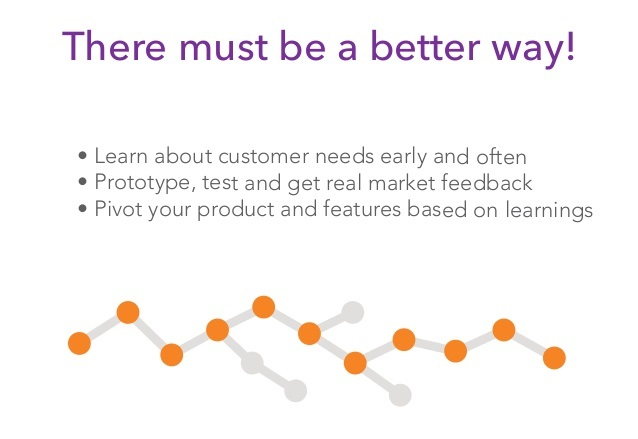 There must be a better way!
• Learn about customer needs early and often
• Prototype, test and get real market feedback
• Pivot your product and features based on learnings